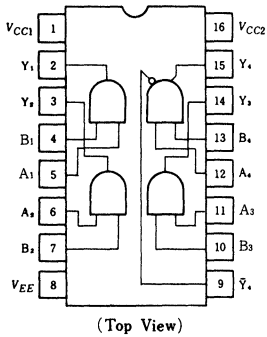 VCC1 1 16 VCC2
Y₁ 2 15 Y₄
Y₂ 3 14 Y₃
B₁ 4 13 B₄
A₁ 5 12 A₄
A₂ 6 11 A₃
B₂ 7 10 B₃
VEE 8 9 Ȳ₄
(Top View)